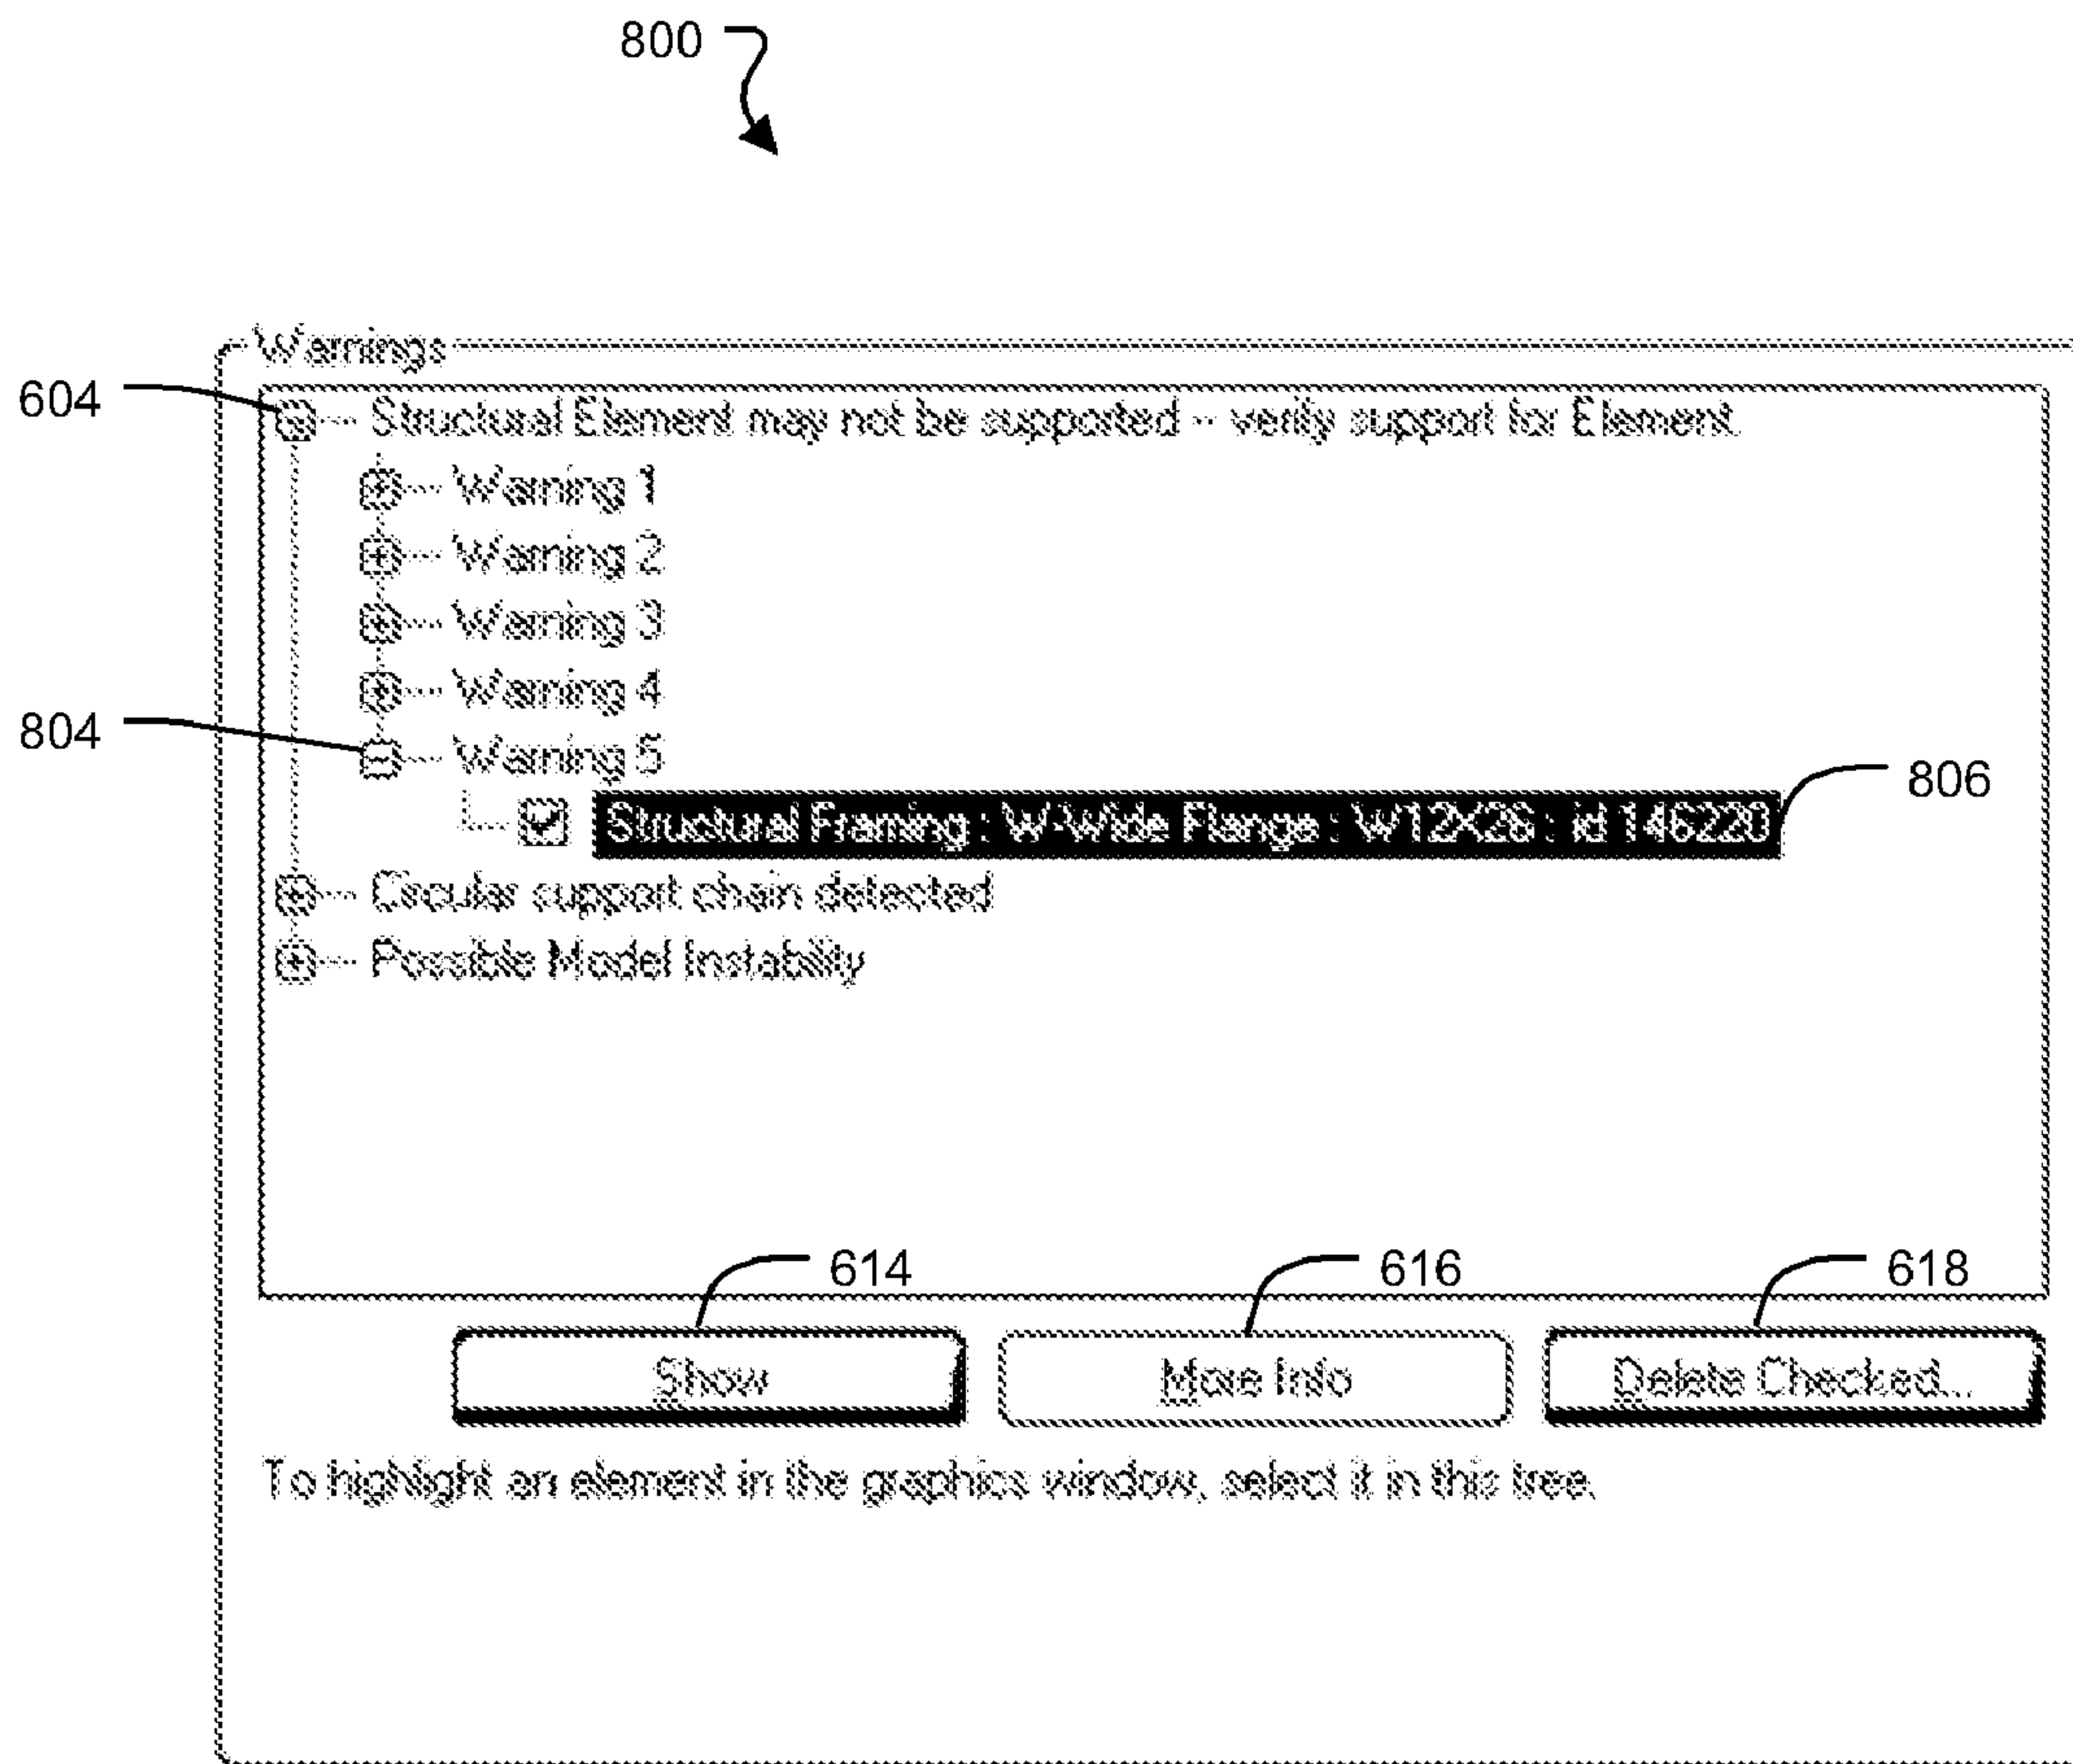 800
Warnings
604
Structural Element may not be supported -- verify support for Element
Warning 1
Warning 2
Warning 3
Warning 4
804
Warning 5
Structural Framing : W-Wide Flange : W12X26 : id 146220
806
Circular support chain detected
Possible Model Instability
614
616
618
Show
More Info
Delete Checked...
To highlight an element in the graphics window, select it in this tree.